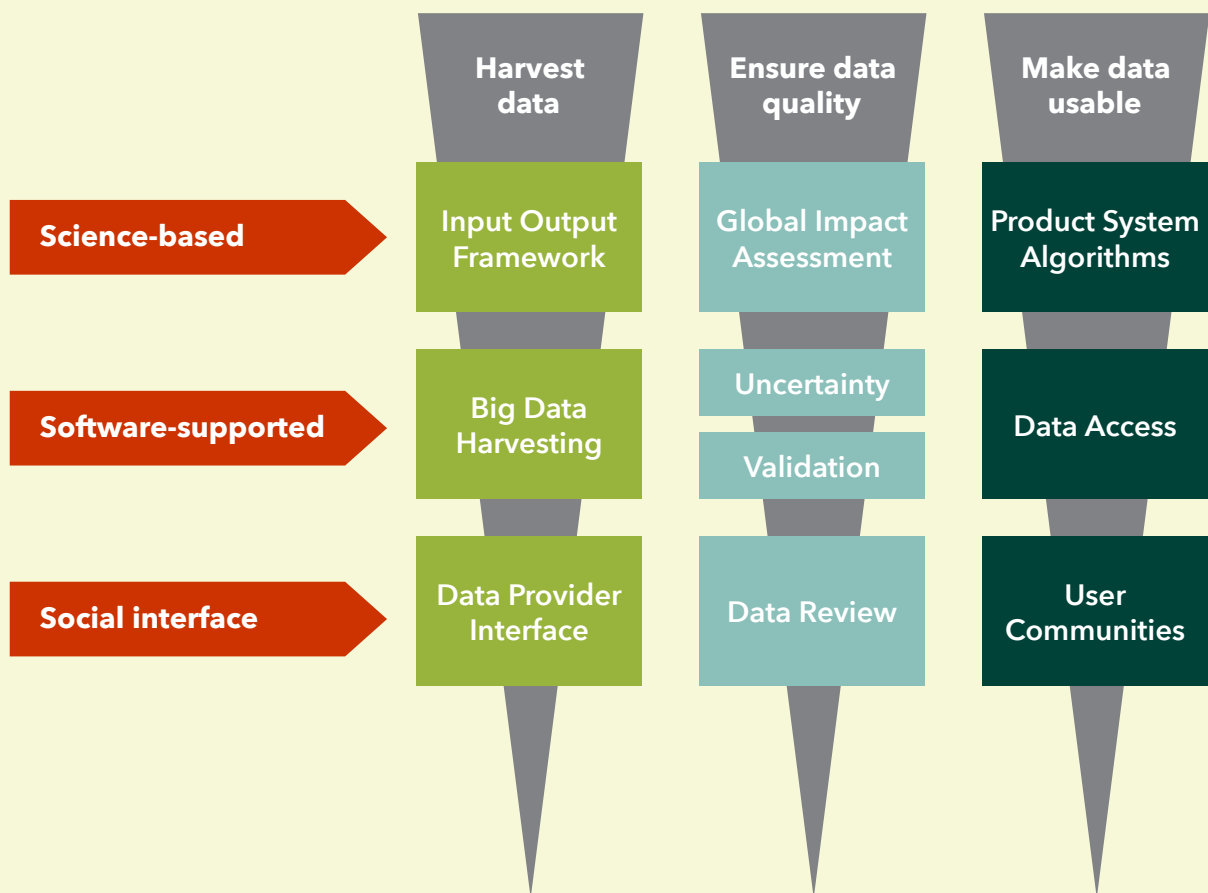 Harvest
data
Ensure data
quality
Make data
usable
Science-based
Input Output
Framework
Global Impact
Assessment
Product System
Algorithms
Software-supported
Big Data
Harvesting
Uncertainty
Validation
Data Access
Social interface
Data Provider
Interface
Data Review
User
Communities